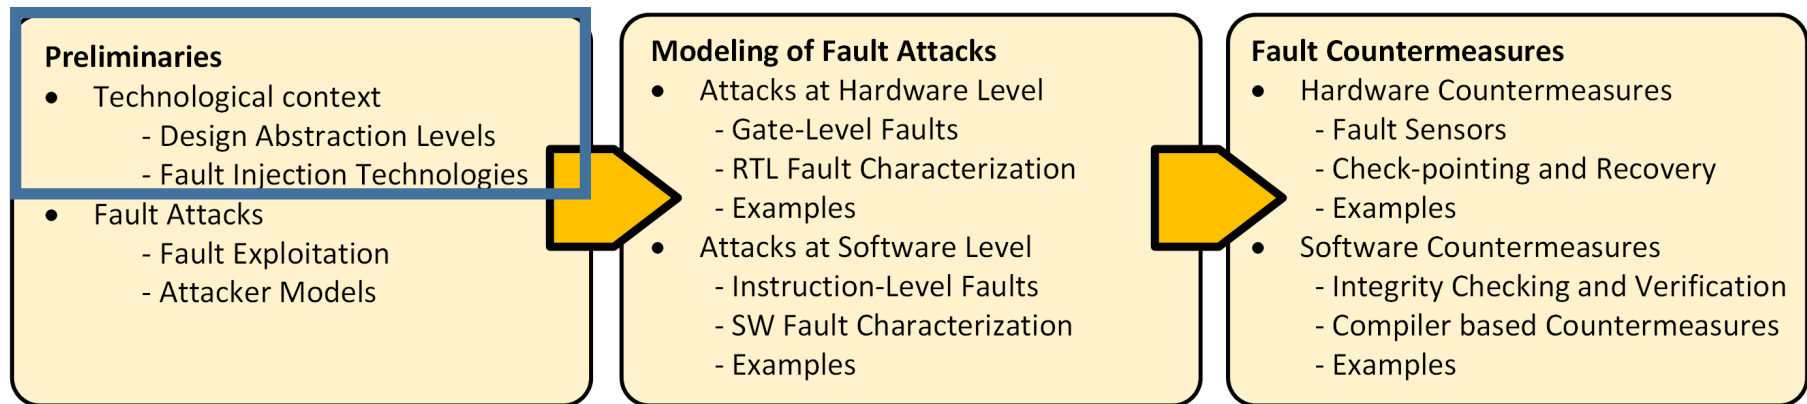 Preliminaries
• Technological context
- Design Abstraction Levels
- Fault Injection Technologies
• Fault Attacks
- Fault Exploitation
- Attacker Models
Modeling of Fault Attacks
• Attacks at Hardware Level
- Gate-Level Faults
- RTL Fault Characterization
- Examples
• Attacks at Software Level
- Instruction-Level Faults
- SW Fault Characterization
- Examples
Fault Countermeasures
• Hardware Countermeasures
- Fault Sensors
- Check-pointing and Recovery
- Examples
• Software Countermeasures
- Integrity Checking and Verification
- Compiler based Countermeasures
- Examples